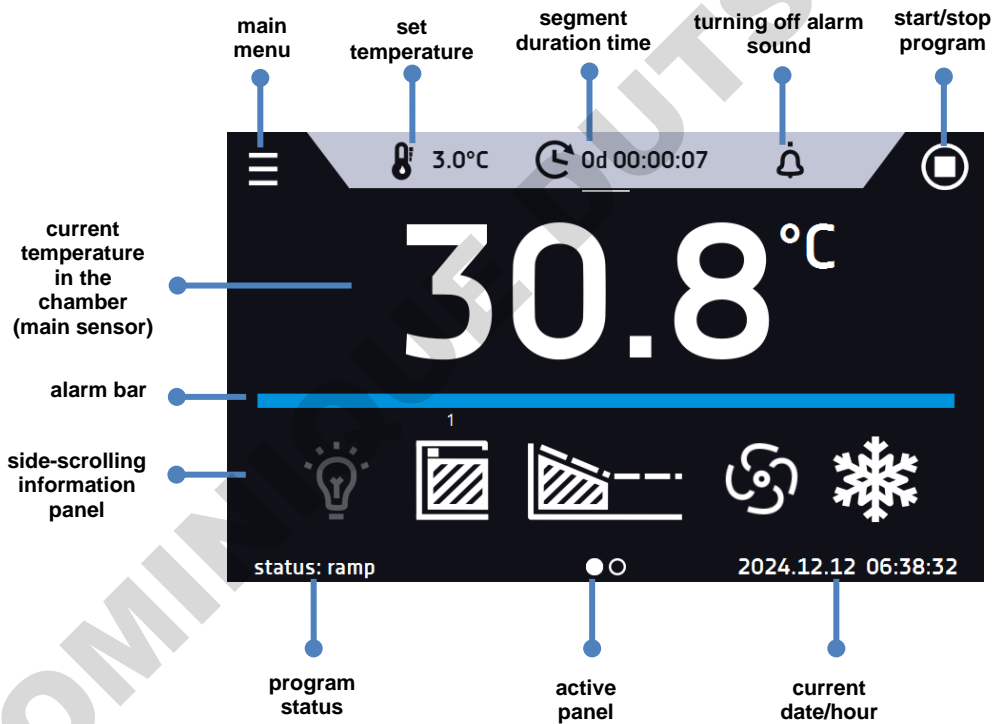 main
menu
set
temperature
segment
duration time
turning off alarm
sound
start/stop
program
3.0°C
0d 00:00:07
30.8°C
current
temperature
in the
chamber
(main sensor)
alarm bar
1
side-scrolling
information
panel
status: ramp
2024.12.12 06:38:32
program
status
active
panel
current
date/hour
OMINIQUE DUTS